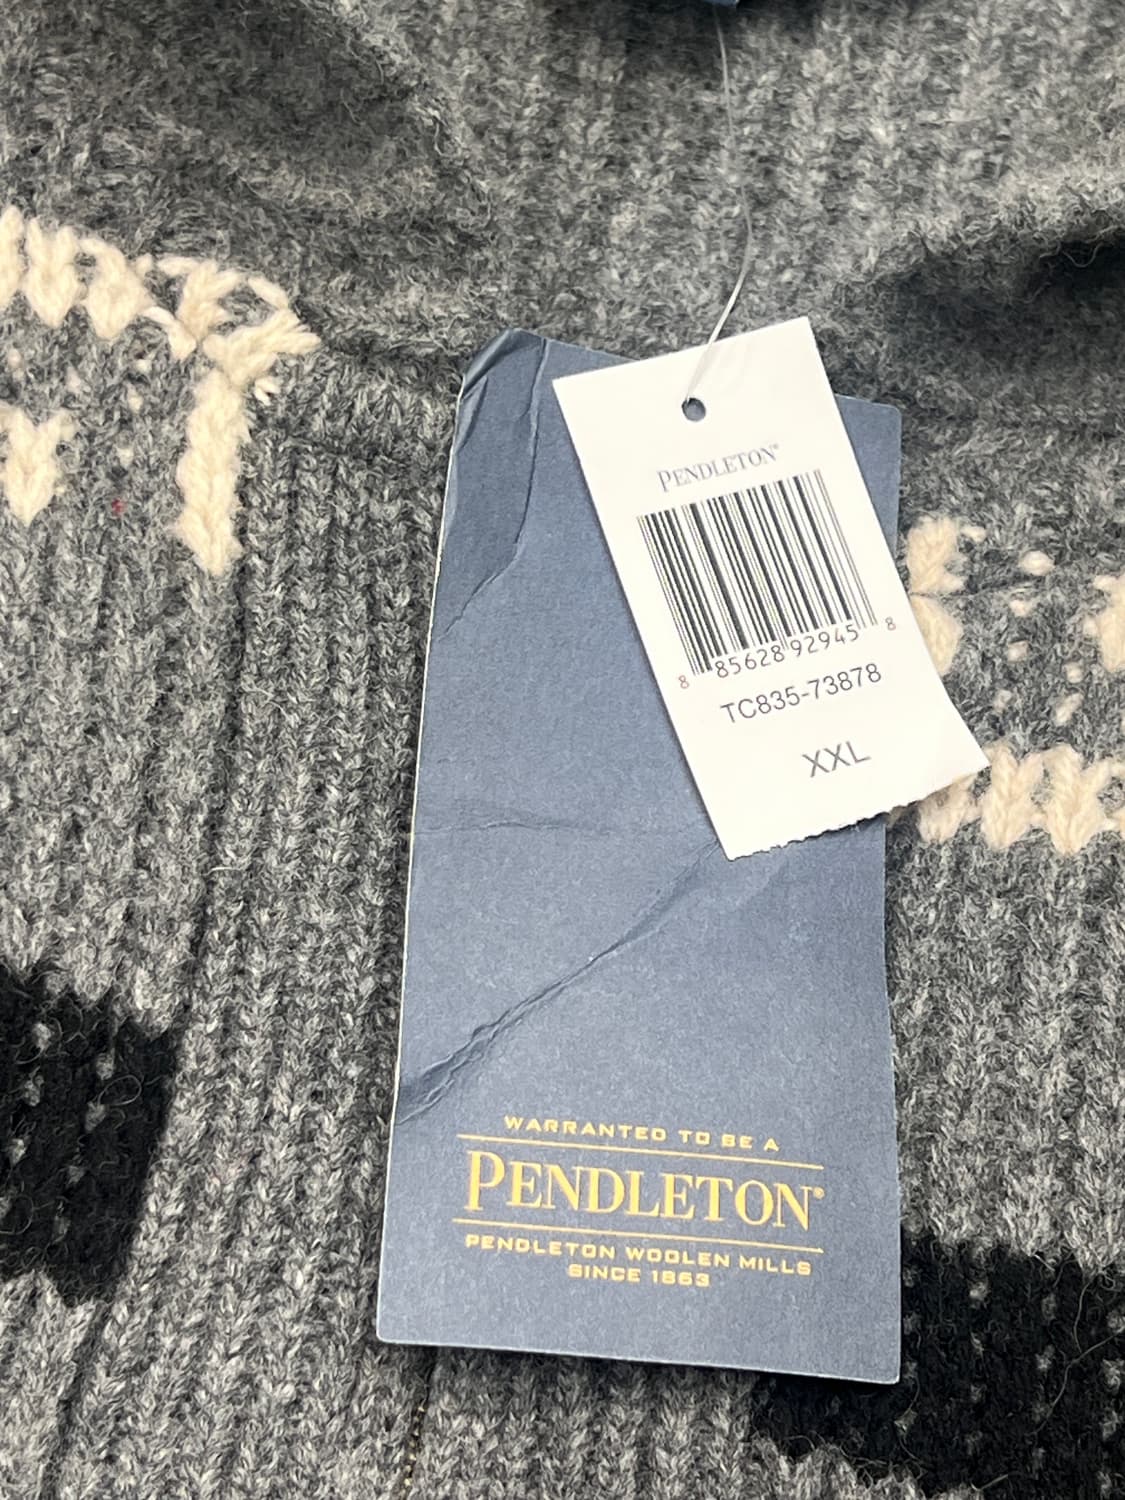 PENDLETON®
8 85628 92945 8
TC835-73878
XXL
WARRANTED TO BE A
PENDLETON®
PENDLETON WOOLEN MILLS
SINCE 1863